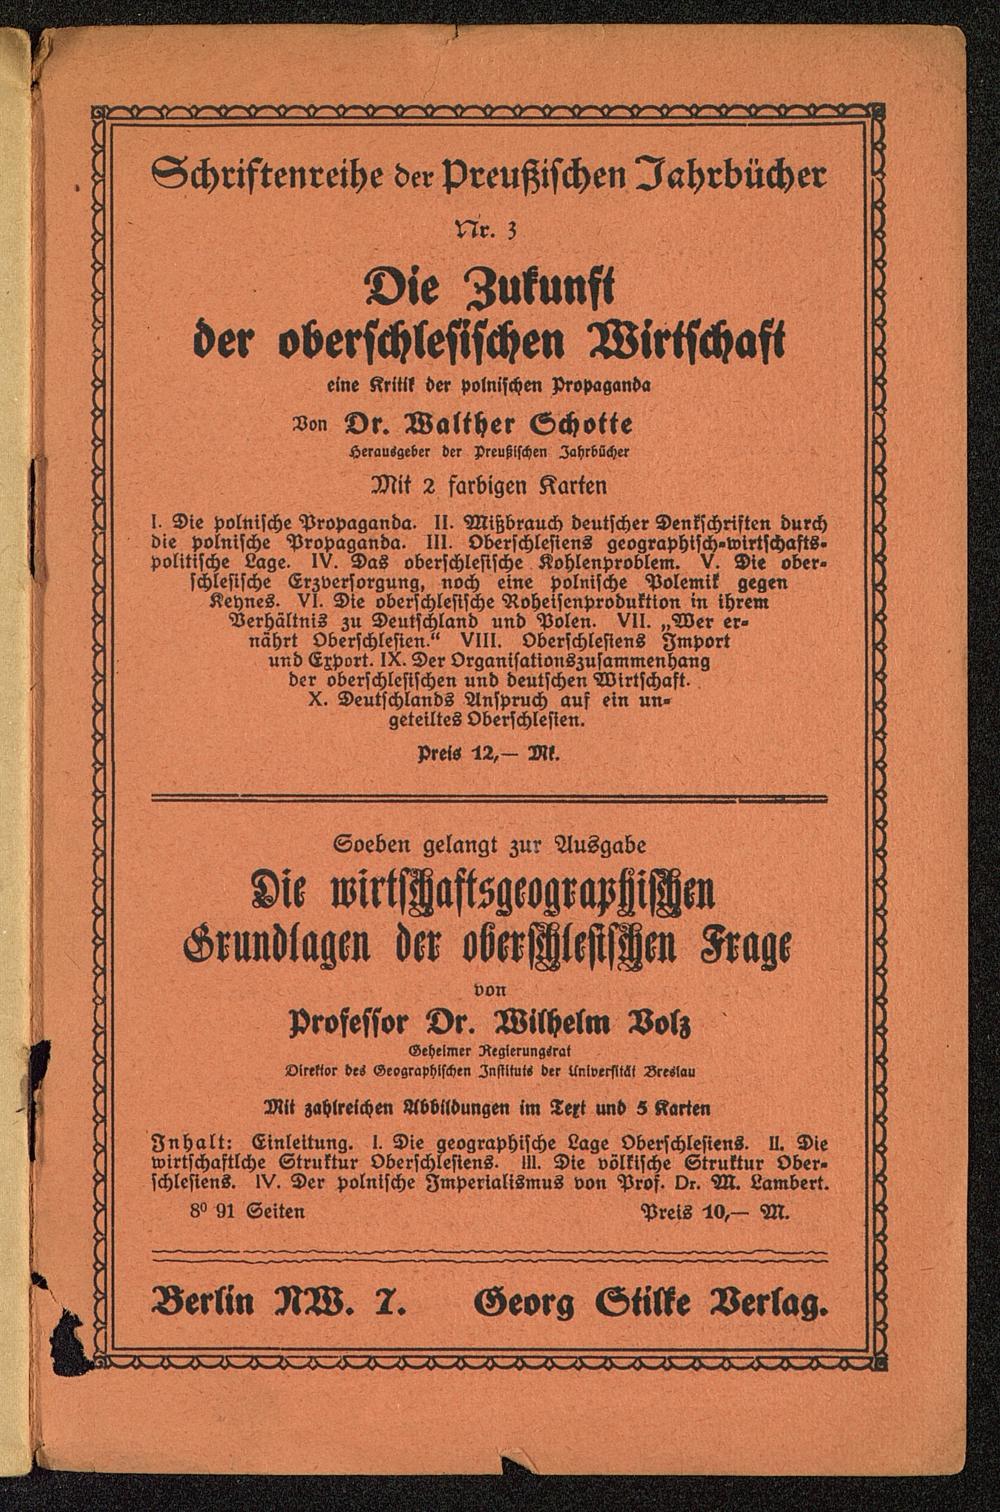 Schriftenreihe der Preußischen Jahrbücher
Nr. 3
Die Zukunft
der oberschlesischen Wirtschaft
eine Kritik der polnischen Propaganda
Von Dr. Walther Schotte
Herausgeber der Preußischen Jahrbücher
Mit 2 farbigen Karten
I. Die polnische Propaganda. II. Mißbrauch deutscher Denkschriften durch
die polnische Propaganda. III. Oberschlesiens geographisch-wirtschafts-
politische Lage. IV. Das oberschlesische Kohlenproblem. V. Die ober-
schlesische Erzversorgung, noch eine polnische Polemik gegen
Keynes. VI. Die oberschlesische Roheisenproduktion in ihrem
Verhältnis zu Deutschland und Polen. VII. „Wer er-
nährt Oberschlesien.“ VIII. Oberschlesiens Import
und Export. IX. Der Organisationszusammenhang
der oberschlesischen und deutschen Wirtschaft.
X. Deutschlands Anspruch auf ein un-
geteiltes Oberschlesien.
Preis 12,— Mk.
Soeben gelangt zur Ausgabe
Die wirtschaftsgeographischen
Grundlagen der oberschlesischen Frage
von
Professor Dr. Wilhelm Volz
Geheimer Regierungsrat
Direktor des Geographischen Instituts der Universität Breslau
Mit zahlreichen Abbildungen im Text und 5 Karten
Inhalt: Einleitung. I. Die geographische Lage Oberschlesiens. II. Die
wirtschaftlche Struktur Oberschlesiens. III. Die völkische Struktur Ober-
schlesiens. IV. Der polnische Imperialismus von Prof. Dr. M. Lambert.
8⁰ 91 Seiten Preis 10,— M.
Berlin NW. 7. Georg Stilke Verlag.